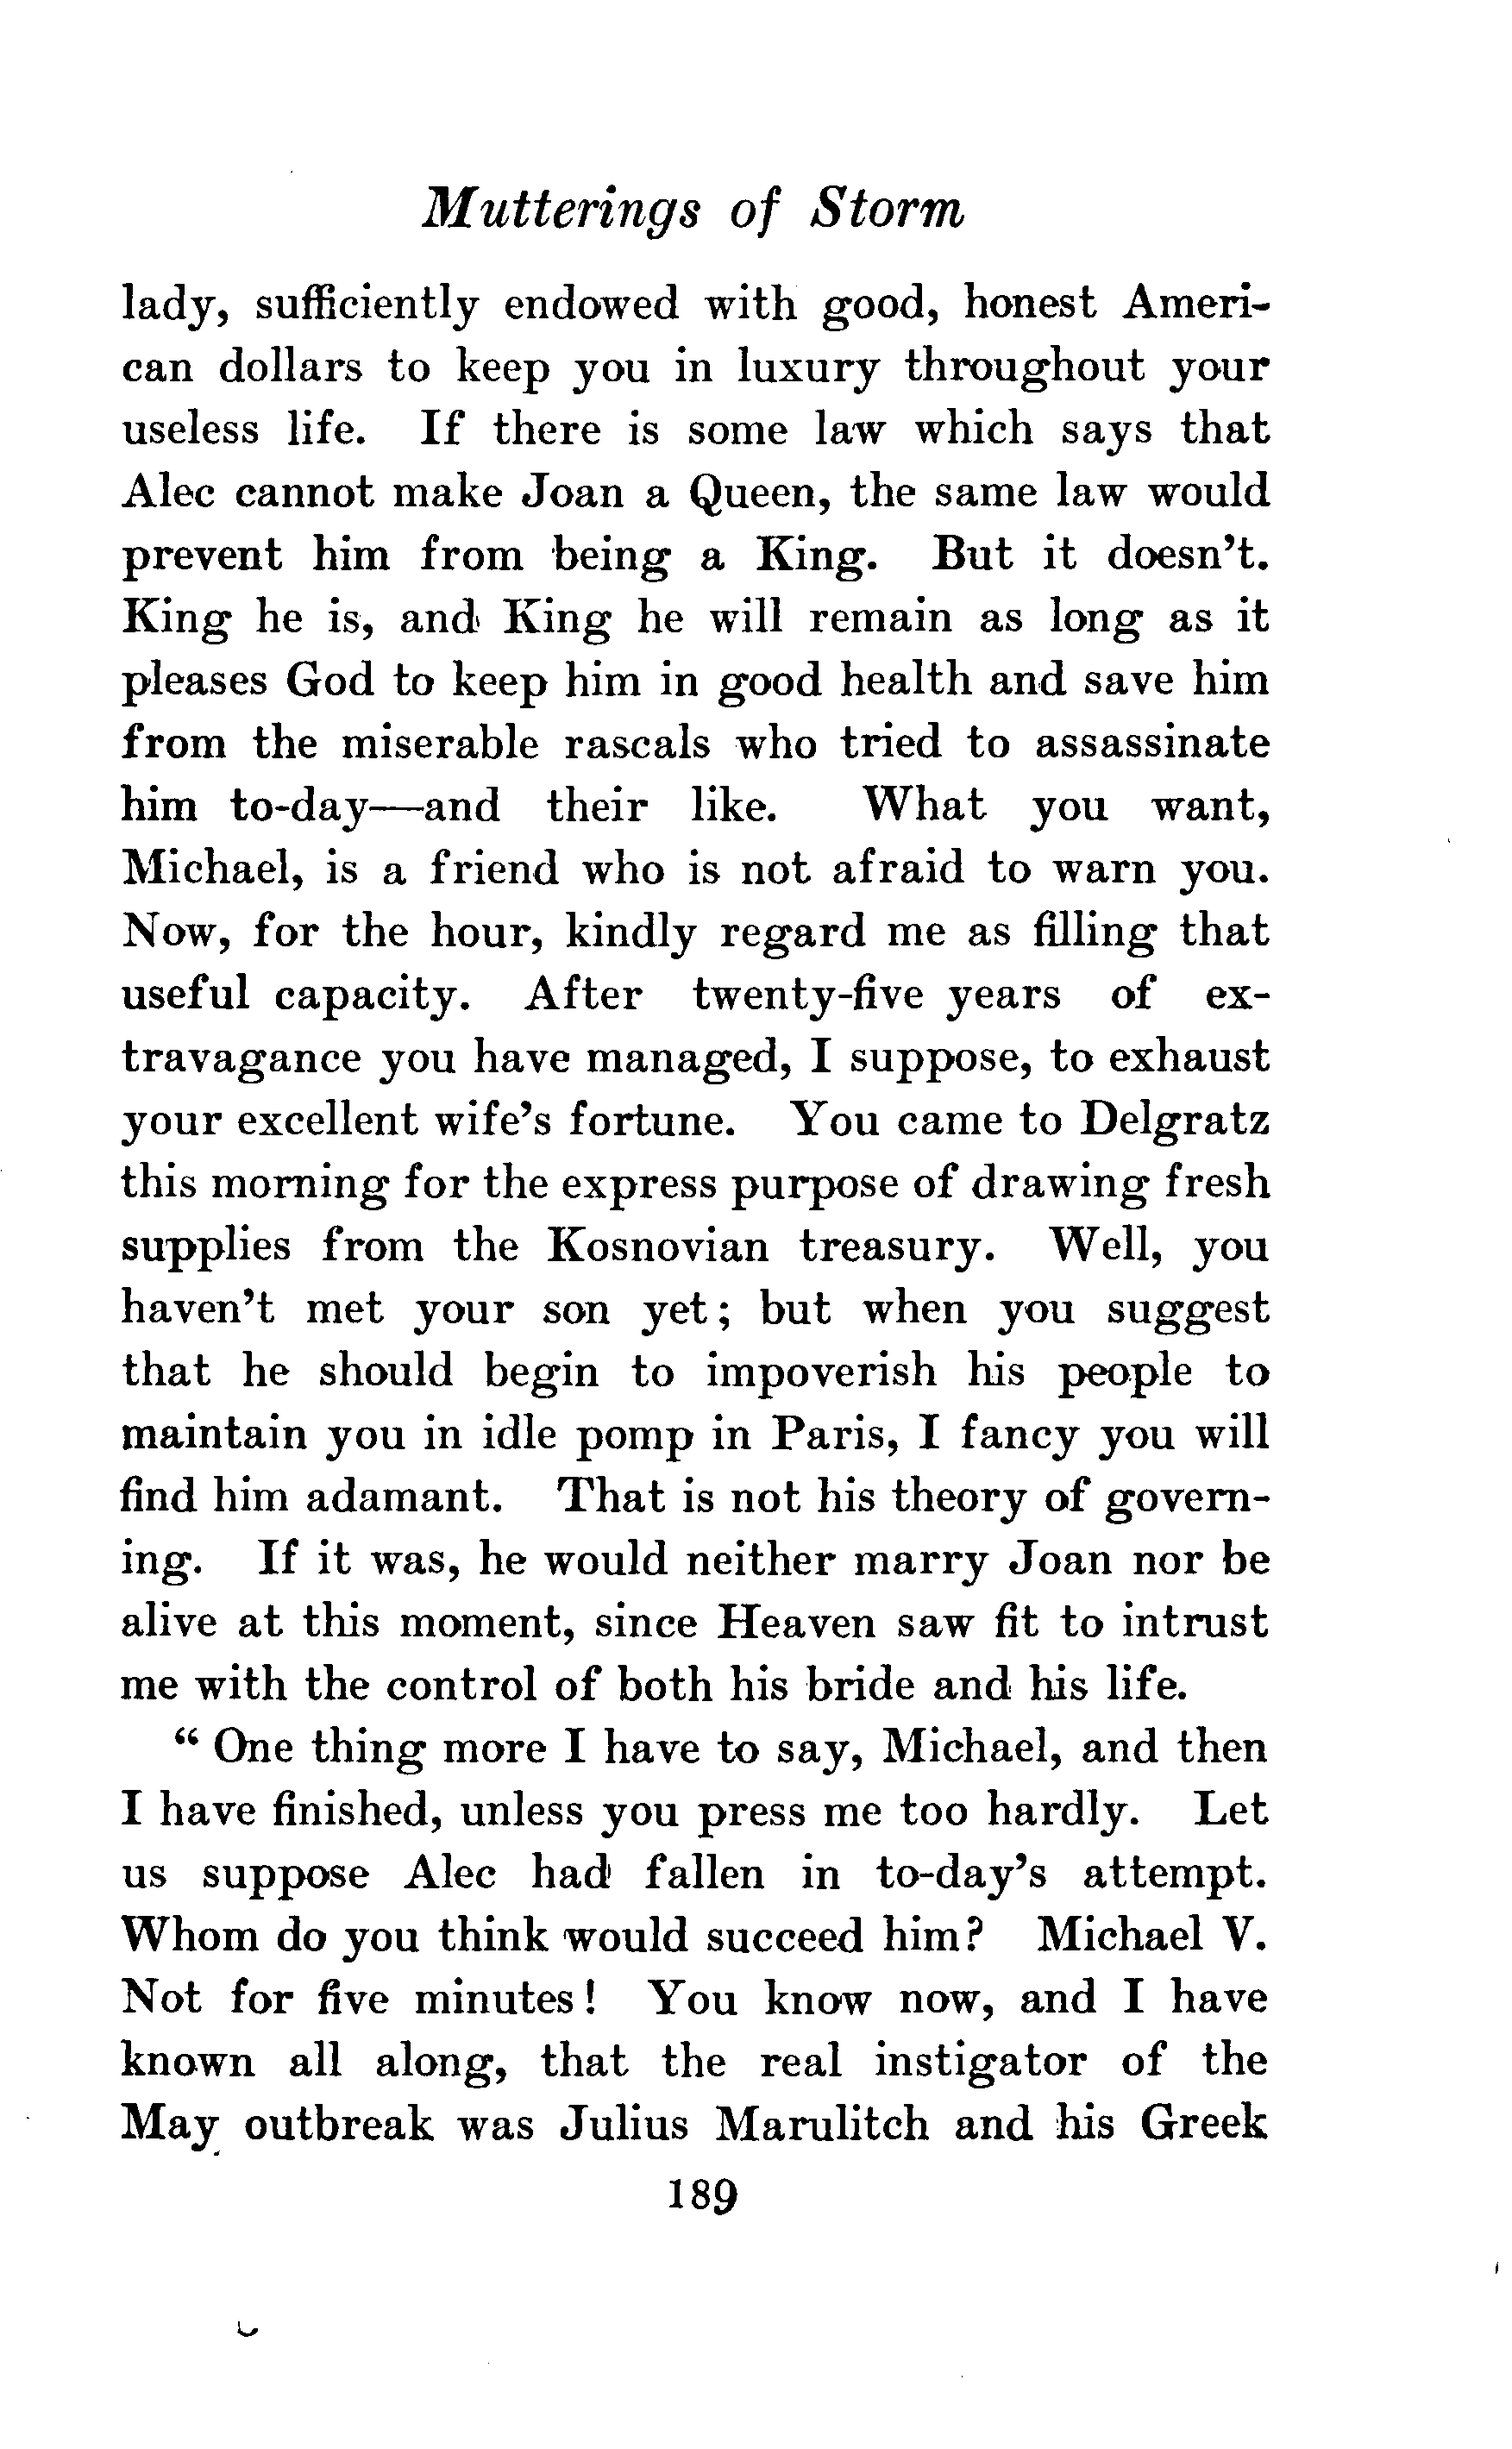 Mutterings of Storm
lady, sufficiently endowed with good, honest Ameri-
can dollars to keep you in luxury throughout your
useless life. If there is some law which says that
Alec cannot make Joan a Queen, the same law would
prevent him from being a King. But it doesn't.
King he is, and King he will remain as long as it
pleases God to keep him in good health and save him
from the miserable rascals who tried to assassinate
him to-day—and their like. What you want,
Michael, is a friend who is not afraid to warn you.
Now, for the hour, kindly regard me as filling that
useful capacity. After twenty-five years of ex-
travagance you have managed, I suppose, to exhaust
your excellent wife's fortune. You came to Delgratz
this morning for the express purpose of drawing fresh
supplies from the Kosnovian treasury. Well, you
haven't met your son yet; but when you suggest
that he should begin to impoverish his people to
maintain you in idle pomp in Paris, I fancy you will
find him adamant. That is not his theory of govern-
ing. If it was, he would neither marry Joan nor be
alive at this moment, since Heaven saw fit to intrust
me with the control of both his bride and his life.
"One thing more I have to say, Michael, and then
I have finished, unless you press me too hardly. Let
us suppose Alec had fallen in to-day's attempt.
Whom do you think would succeed him? Michael V.
Not for five minutes! You know now, and I have
known all along, that the real instigator of the
May outbreak was Julius Marulitch and his Greek
189